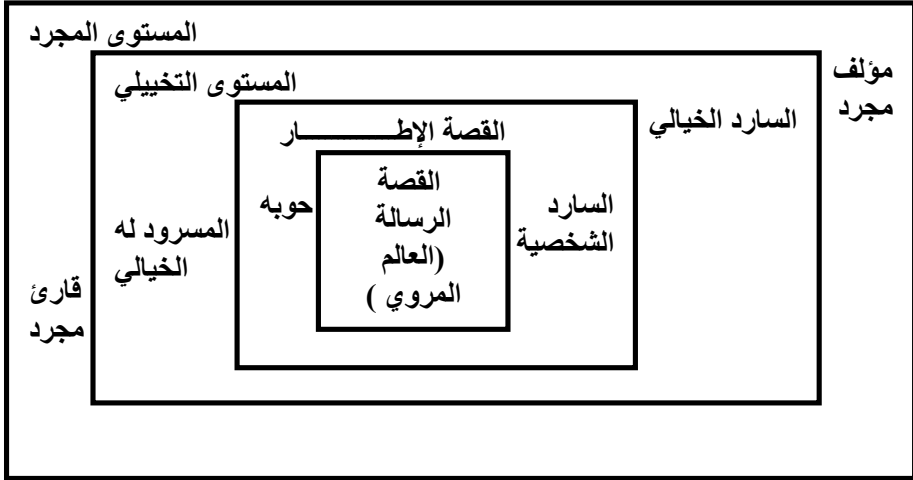 المستوى المجرد
مؤلف
مجرد
المستوى التخييلي
السارد الخيالي
القصة الإطـــــــــــــار
السارد
الشخصية
القصة
الرسالة
(العالم
المروي )
حوبه
المسرود له
الخيالي
قارئ
مجرد